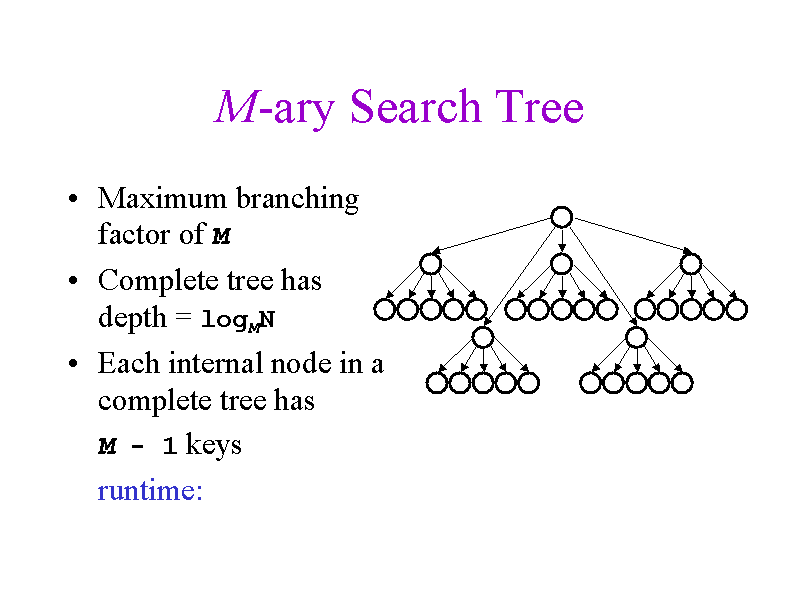 M-ary Search Tree
• Maximum branching
factor of M
• Complete tree has
depth = logMN
• Each internal node in a
complete tree has
M - 1 keys
runtime: